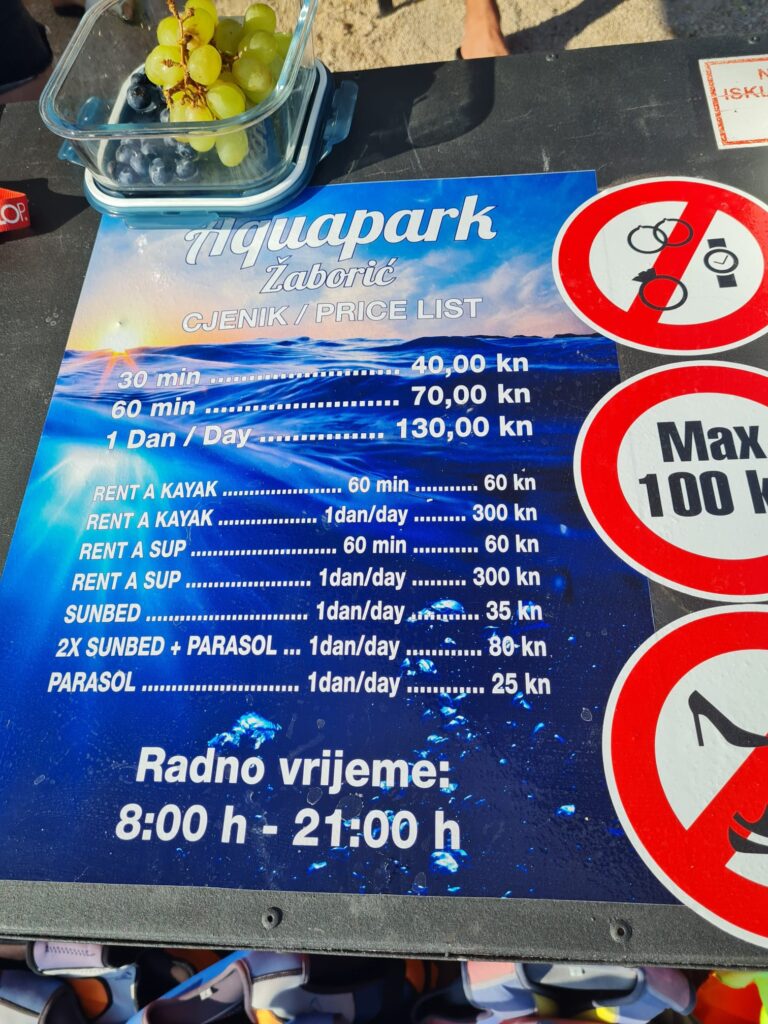 Aquapark
Žaborić
CJENIK / PRICE LIST
30 min .................................. 40,00 kn
60 min .................................. 70,00 kn
1 Dan / Day ................ 130,00 kn
RENT A KAYAK ..................... 60 min ........... 60 kn
RENT A KAYAK ................. 1dan/day ......... 300 kn
RENT A SUP .......................... 60 min ........... 60 kn
RENT A SUP ...................... 1dan/day ......... 300 kn
SUNBED ............................. 1dan/day ............ 35 kn
2X SUNBED + PARASOL ... 1dan/day ............ 80 kn
PARASOL ........................... 1dan/day ............ 25 kn
Radno vrijeme:
8:00 h - 21:00 h
Max
100